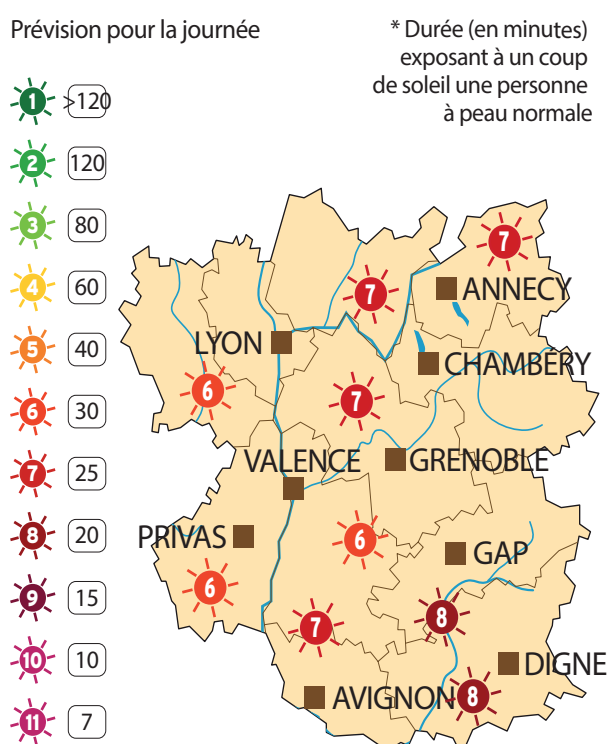 Prévision pour la journée
* Durée (en minutes)
exposant à un coup
de soleil une personne
à peau normale
1 >120
2 120
3 80
4 60
5 40
6 30
7 25
8 20
9 15
10 10
11 7
7
7
ANNECY
LYON
CHAMBÉRY
6
7
VALENCE
GRENOBLE
PRIVAS
6
GAP
6
7
8
DIGNE
AVIGNON
8